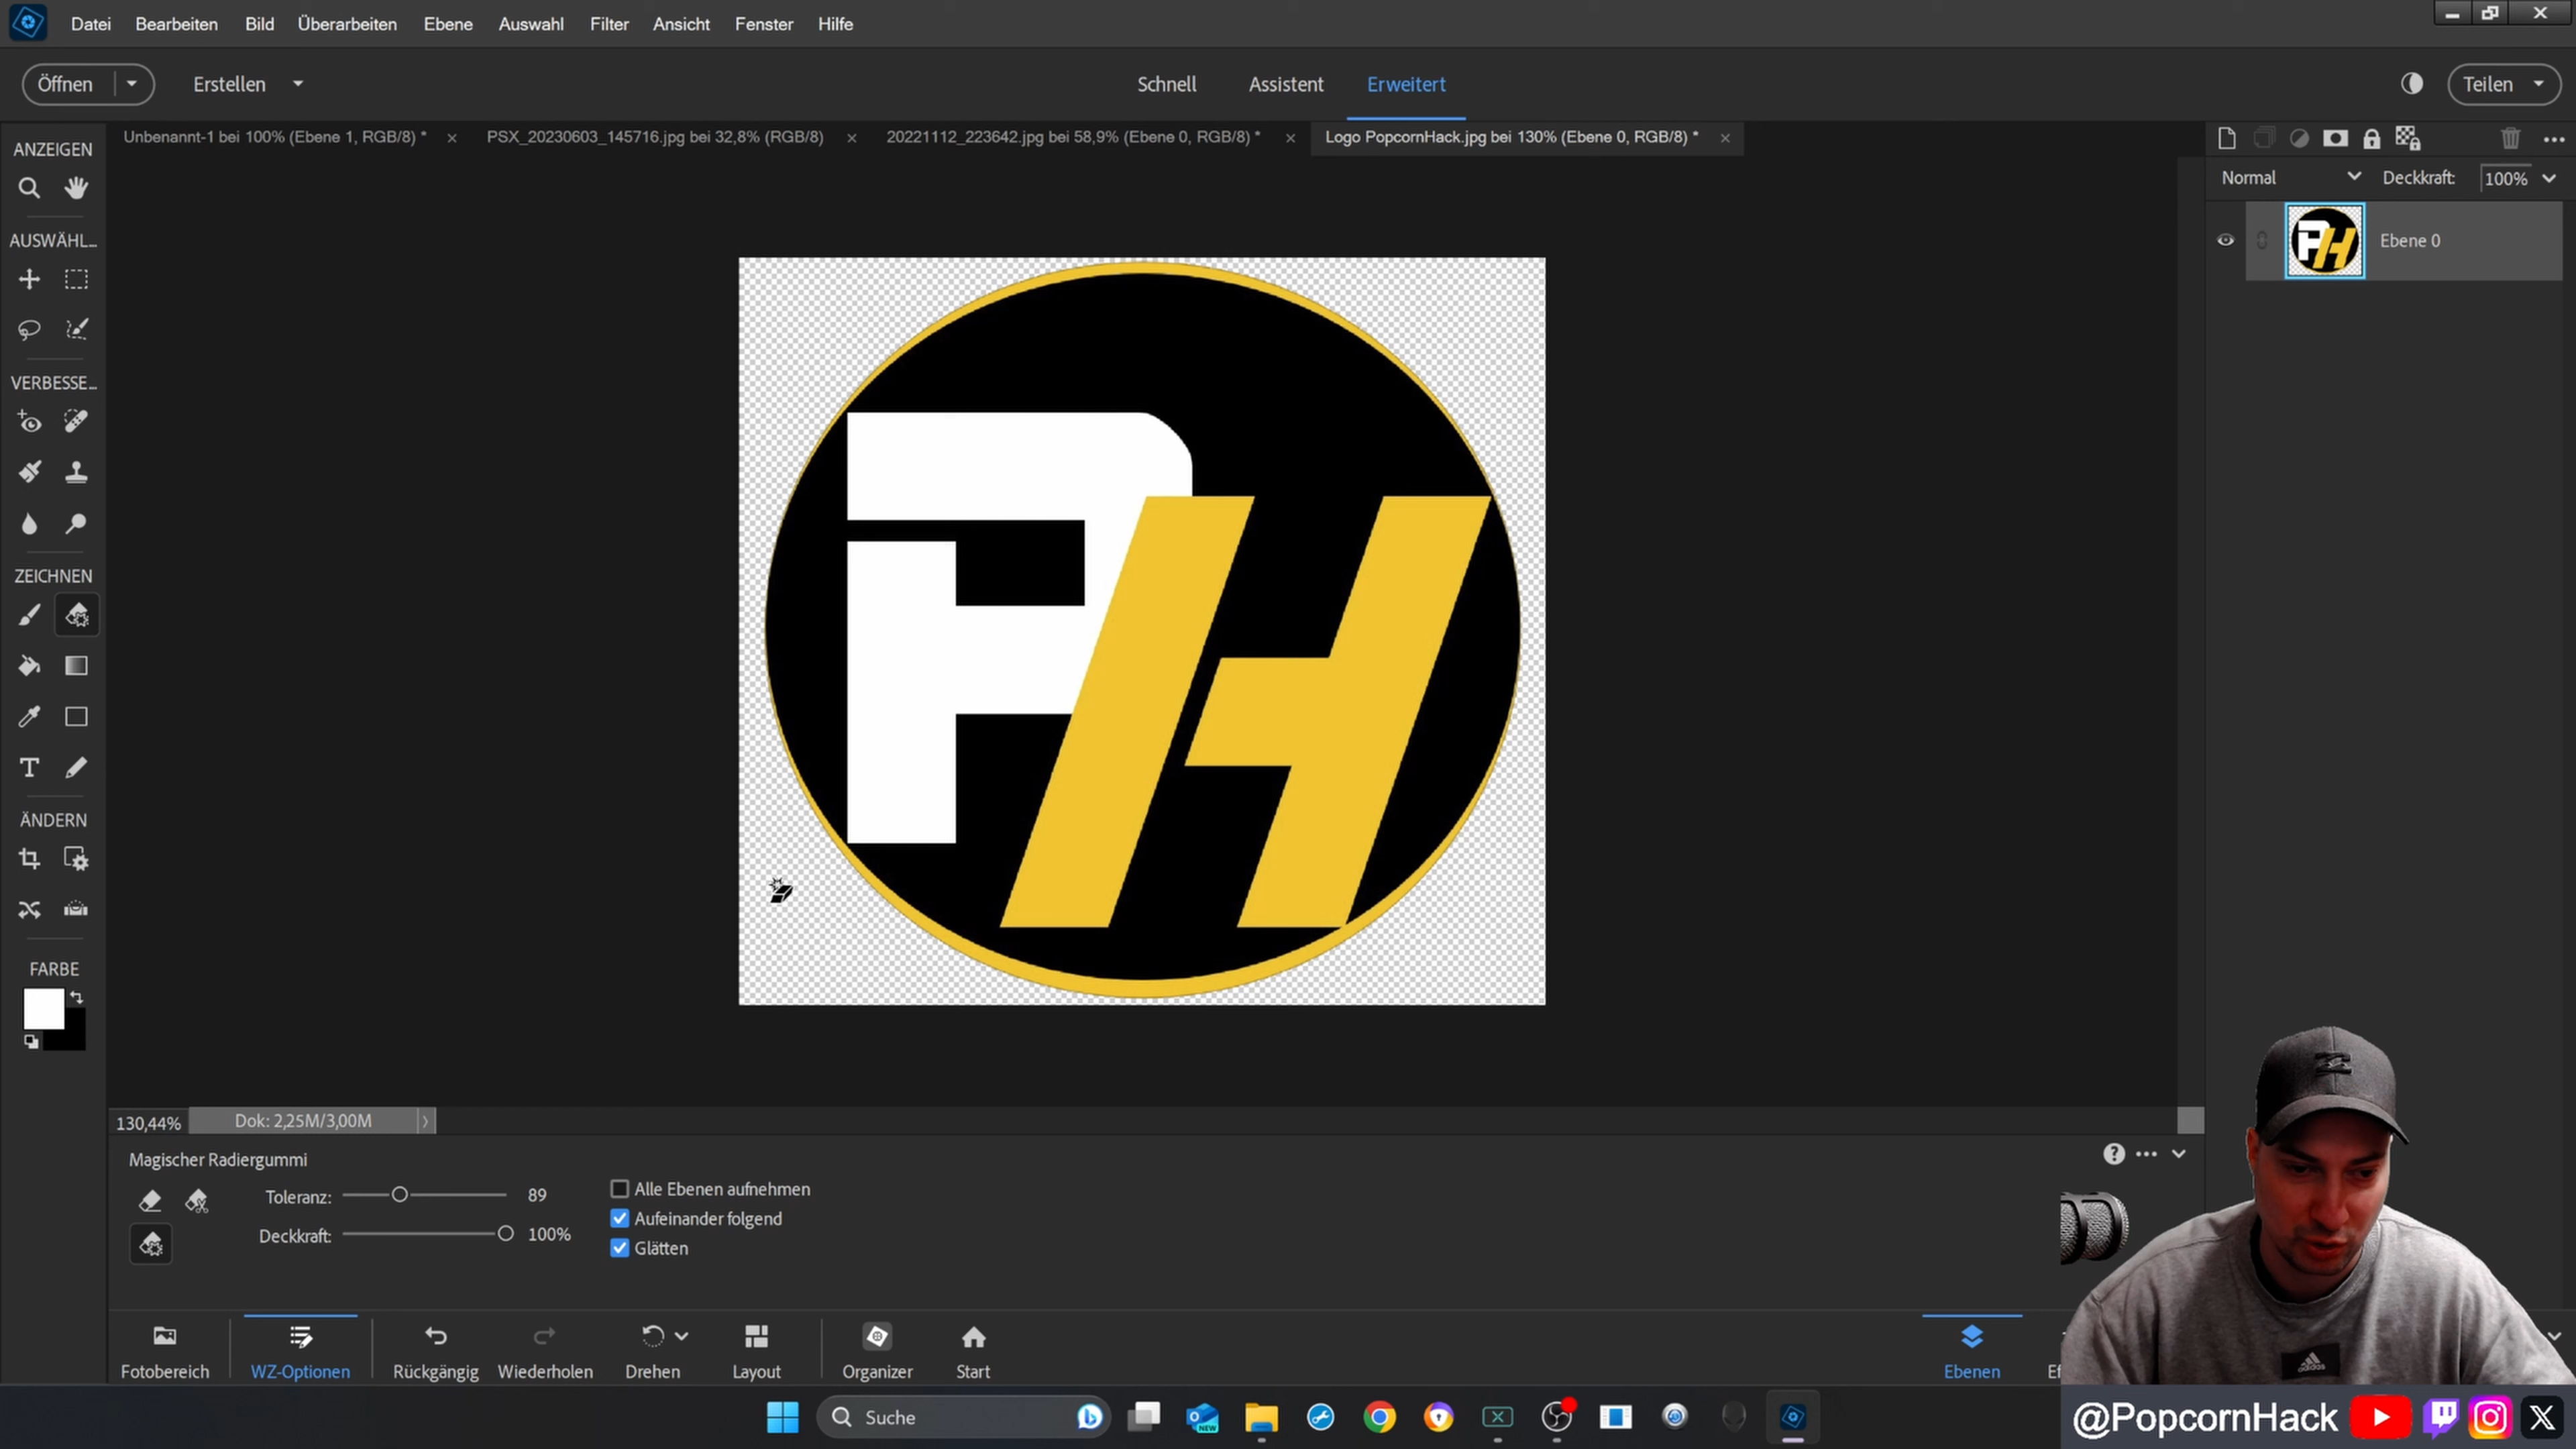 Datei Bearbeiten Bild Überarbeiten Ebene Auswahl Filter Ansicht Fenster Hilfe
Öffnen Erstellen Schnell Assistent Erweitert Teilen
Unbenannt-1 bei 100% (Ebene 1, RGB/8) * PSX_20230603_145716.jpg bei 32,8% (RGB/8) 20221112_223642.jpg bei 58,9% (Ebene 0, RGB/8) * Logo PopcornHack.jpg bei 130% (Ebene 0, RGB/8) *
ANZEIGEN
Normal Deckkraft: 100%
AUSWÄHL...
Ebene 0
VERBESSE...
PH
ZEICHNEN
ÄNDERN
FARBE
130,44% Dok: 2,25M/3,00M
Magischer Radiergummi
Toleranz: 89
Deckkraft: 100%
Alle Ebenen aufnehmen
Aufeinander folgend
Glätten
adidas
Fotobereich WZ-Optionen Rückgängig Wiederholen Drehen Layout Organizer Start Ebenen
Suche NEW
@PopcornHack